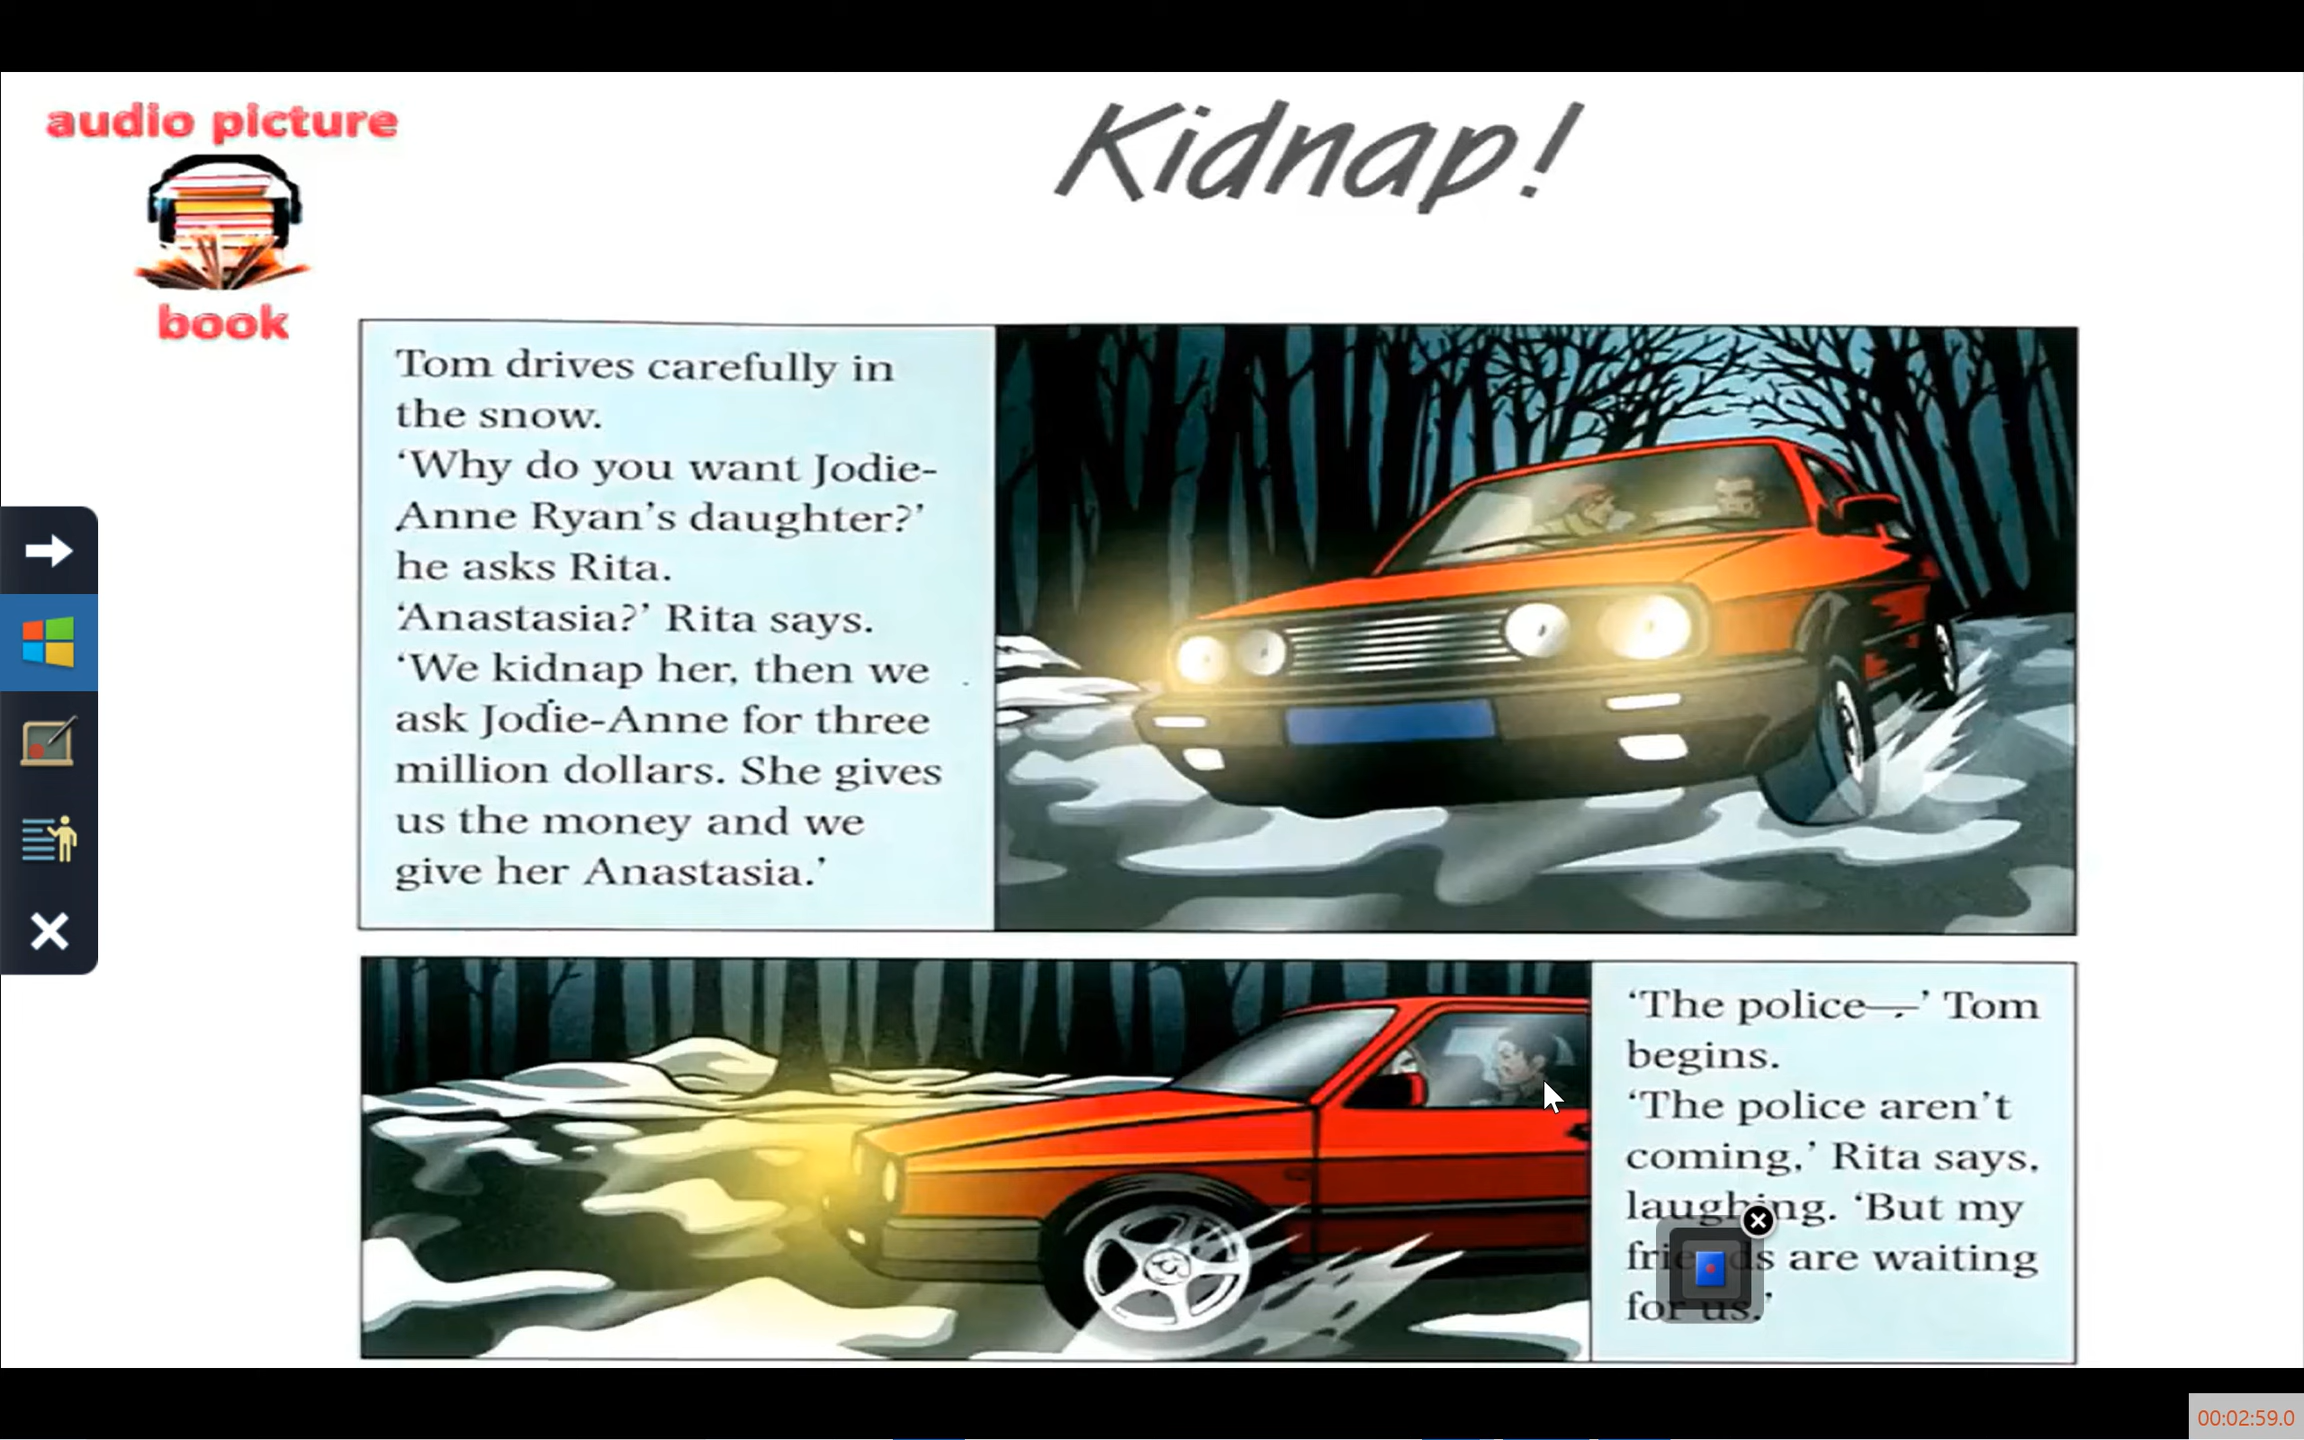 audio picture
book
Kidnap!
Tom drives carefully in
the snow.
‘Why do you want Jodie-
Anne Ryan’s daughter?’
he asks Rita.
‘Anastasia?’ Rita says.
‘We kidnap her, then we
ask Jodie-Anne for three
million dollars. She gives
us the money and we
give her Anastasia.’
‘The police—’ Tom
begins.
‘The police aren’t
coming,’ Rita says,
laughing. ‘But my
friends are waiting
for us.’
00:02:59.0